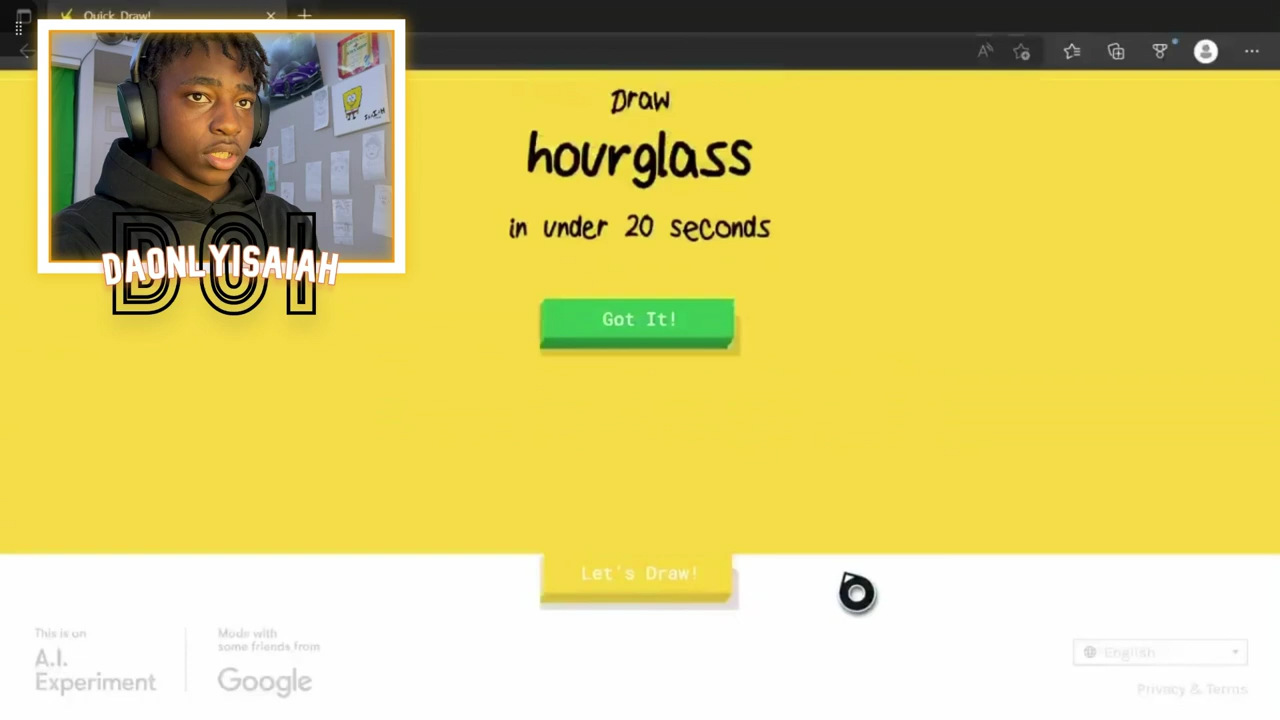 Quick Draw!
Draw
hourglass
in under 20 seconds
DOI
DAONLYISAIAH
Got It!
Let's Draw!
This is an
A.I.
Experiment
Made with
some friends from
Google
English
Privacy & Terms